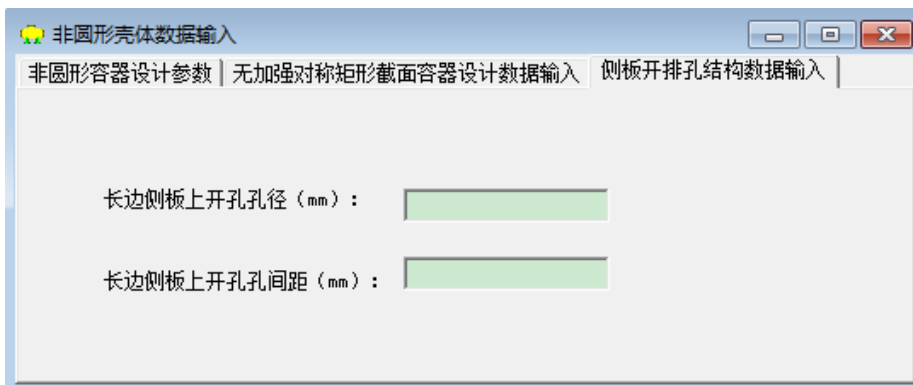 非圆形壳体数据输入
非圆形容器设计参数 无加强对称矩形截面容器设计数据输入 侧板开排孔结构数据输入
长边侧板上开孔孔径（mm）：
长边侧板上开孔孔间距（mm）：